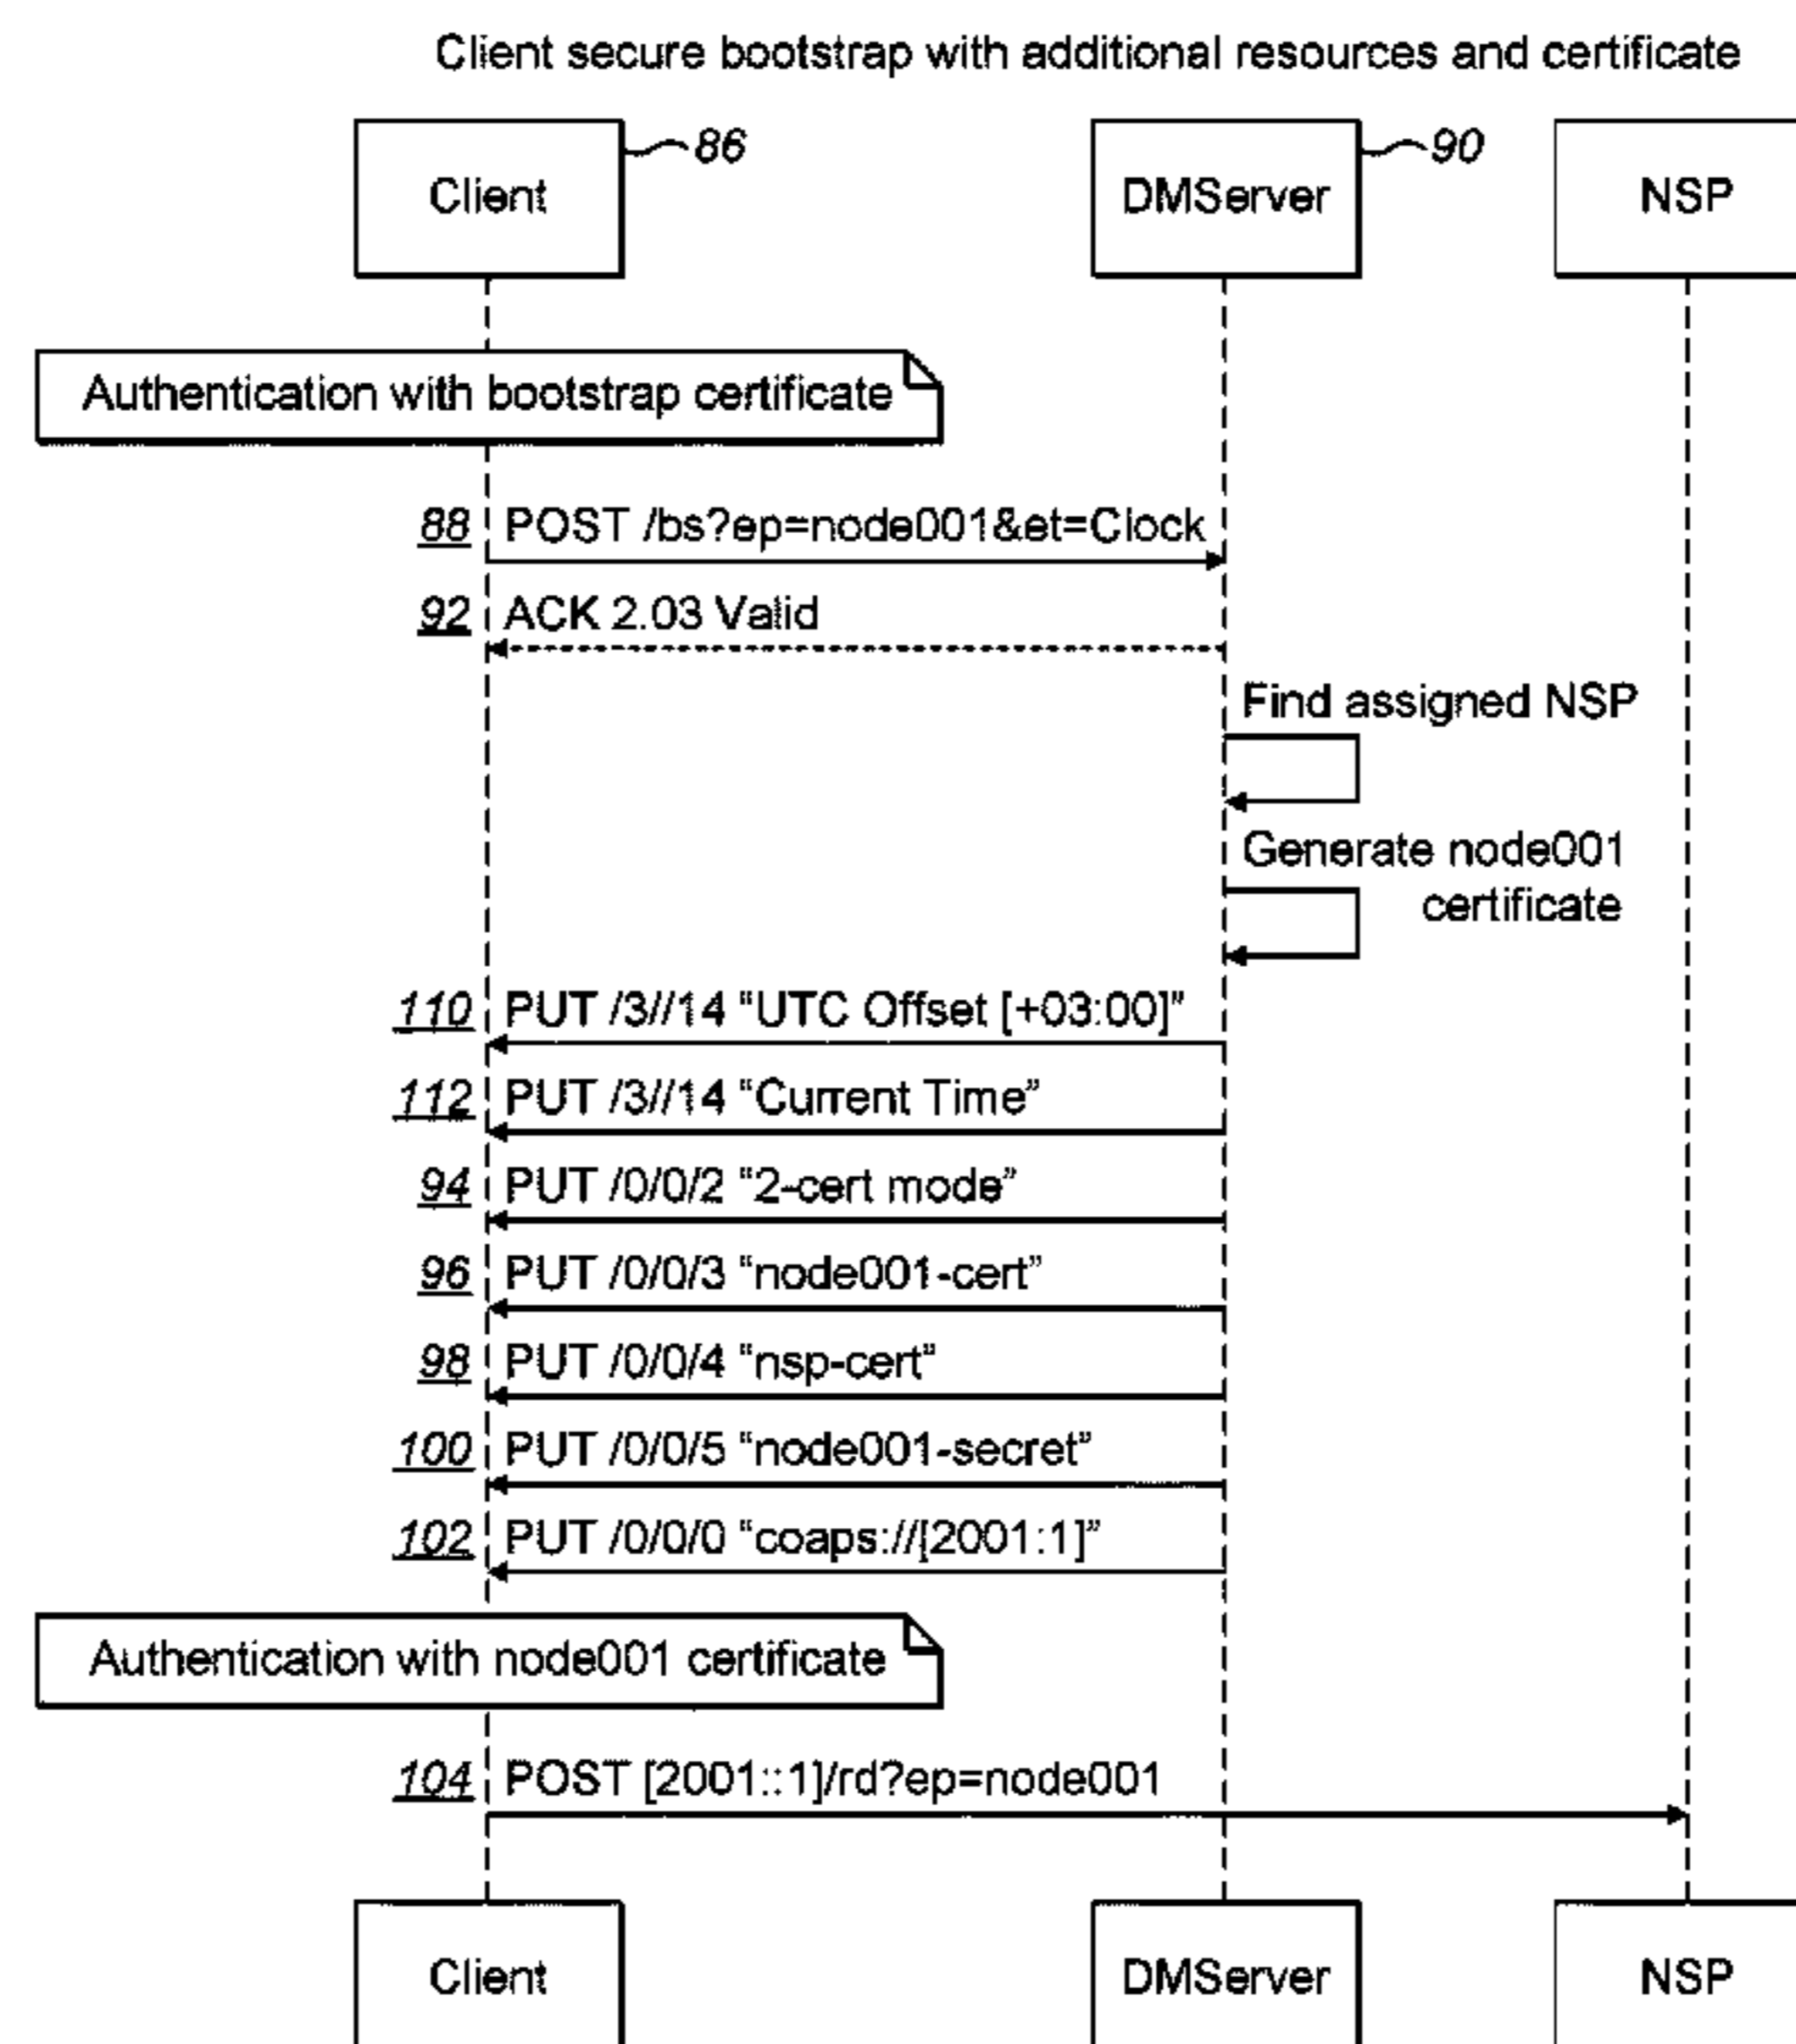 Client secure bootstrap with additional resources and certificate
Client
86
DMServer
90
NSP
Authentication with bootstrap certificate
88 POST /bs?ep=node001&et=Clock
92 ACK 2.03 Valid
Find assigned NSP
Generate node001
certificate
110 PUT /3//14 “UTC Offset [+03:00]”
112 PUT /3//14 “Current Time”
94 PUT /0/0/2 “2-cert mode”
96 PUT /0/0/3 “node001-cert”
98 PUT /0/0/4 “nsp-cert”
100 PUT /0/0/5 “node001-secret”
102 PUT /0/0/0 “coaps://[2001:1]”
Authentication with node001 certificate
104 POST [2001::1]/rd?ep=node001
Client
DMServer
NSP